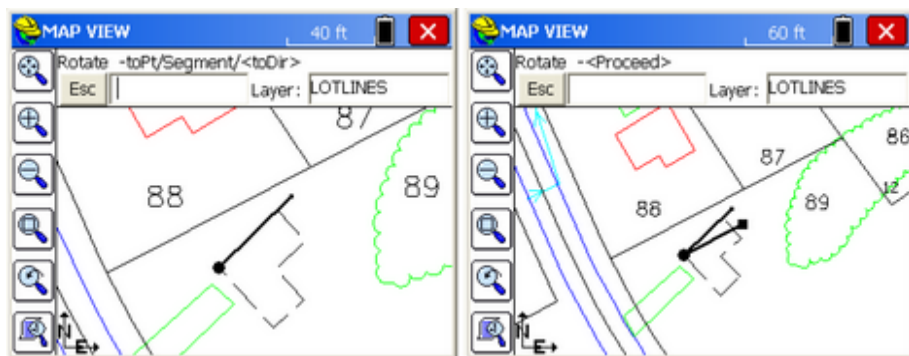 MAP VIEW 40 ft
Rotate -toPt/Segment/<toDir>
Esc Layer: LOTLINES
87
88
89
N
E
MAP VIEW 60 ft
Rotate --<Proceed>
Esc Layer: LOTLINES
86
87
12
88
89
N
E